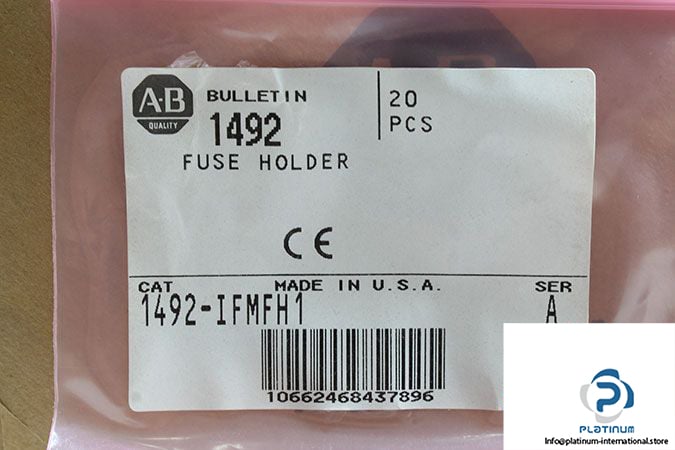 A-B
QUALITY
BULLETIN
1492
FUSE HOLDER
20
PCS
CE
CAT
MADE IN U.S.A.
SER
1492-IFMFH1
A
10662468437896
PLATINUM
Info@platinum-international.store